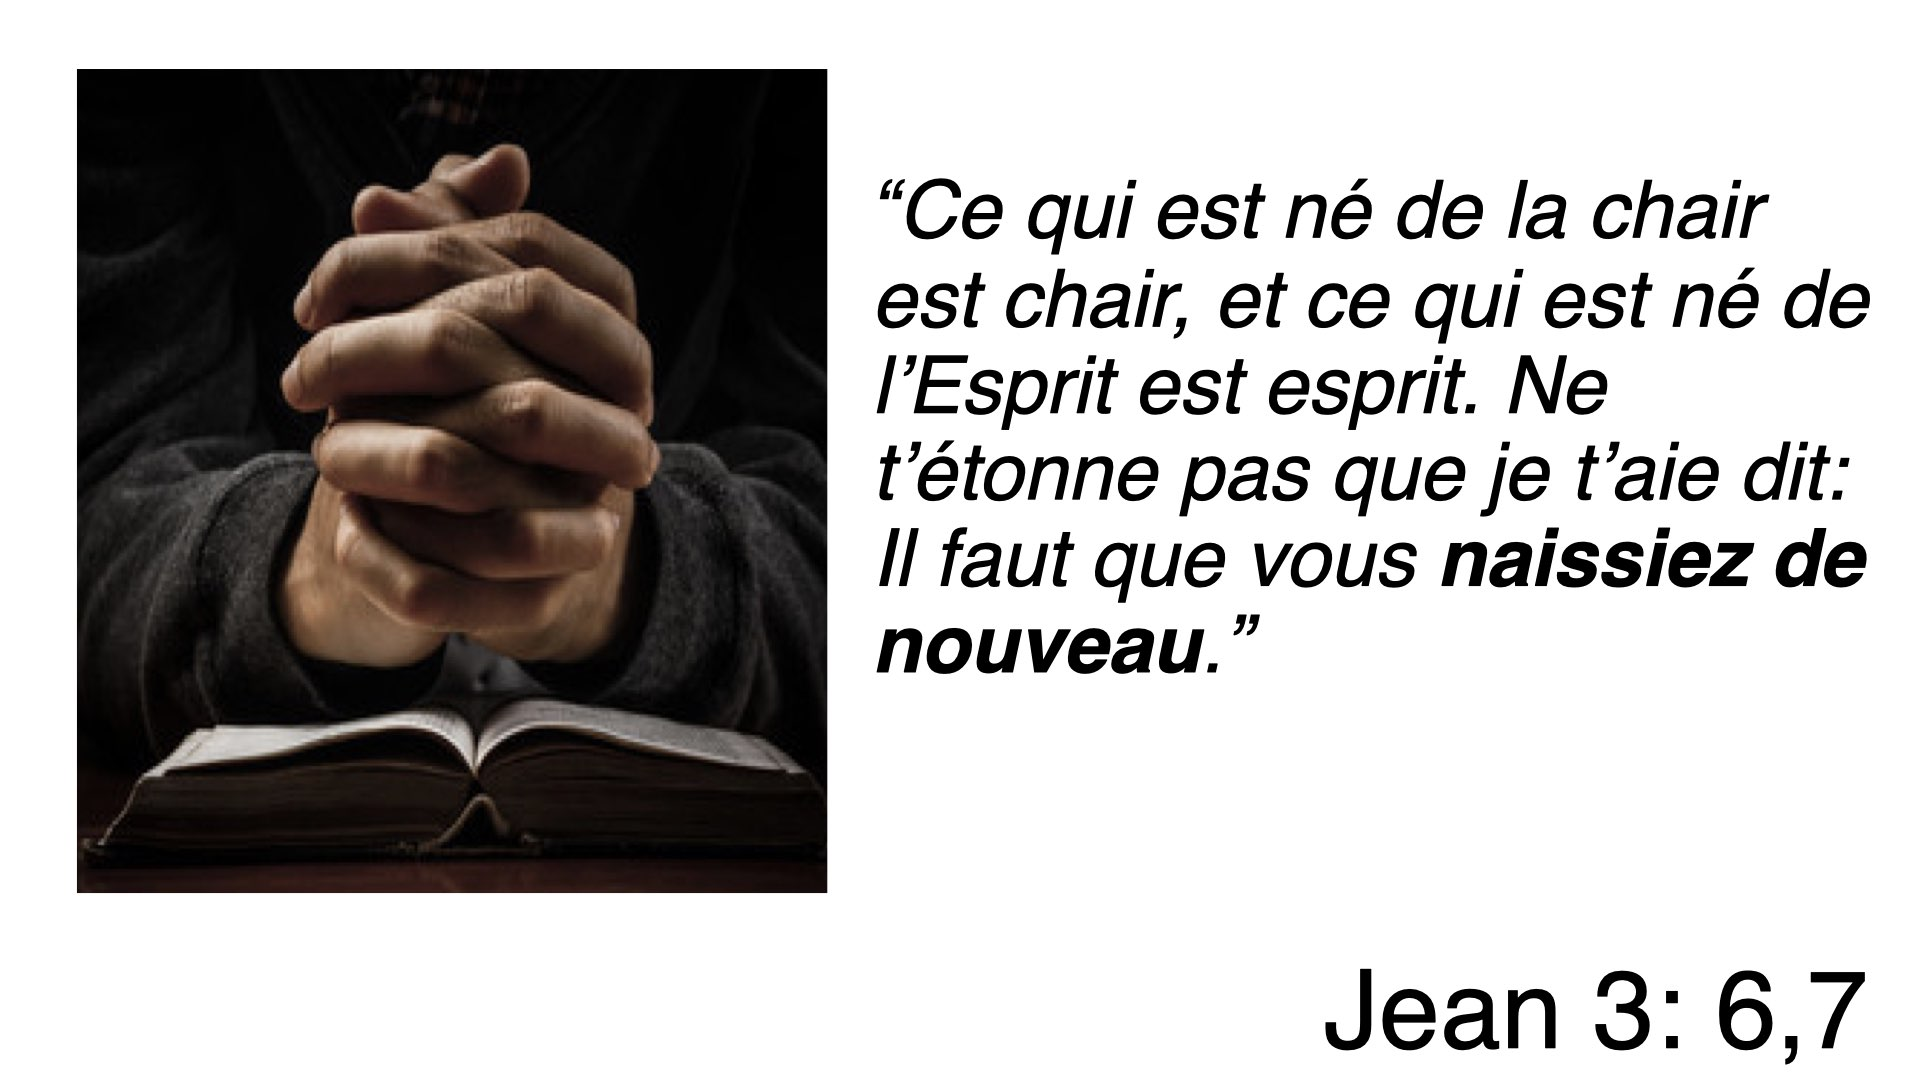 “Ce qui est né de la chair
est chair, et ce qui est né de
l’Esprit est esprit. Ne
t’étonne pas que je t’aie dit:
Il faut que vous naissiez de
nouveau.”
Jean 3: 6,7